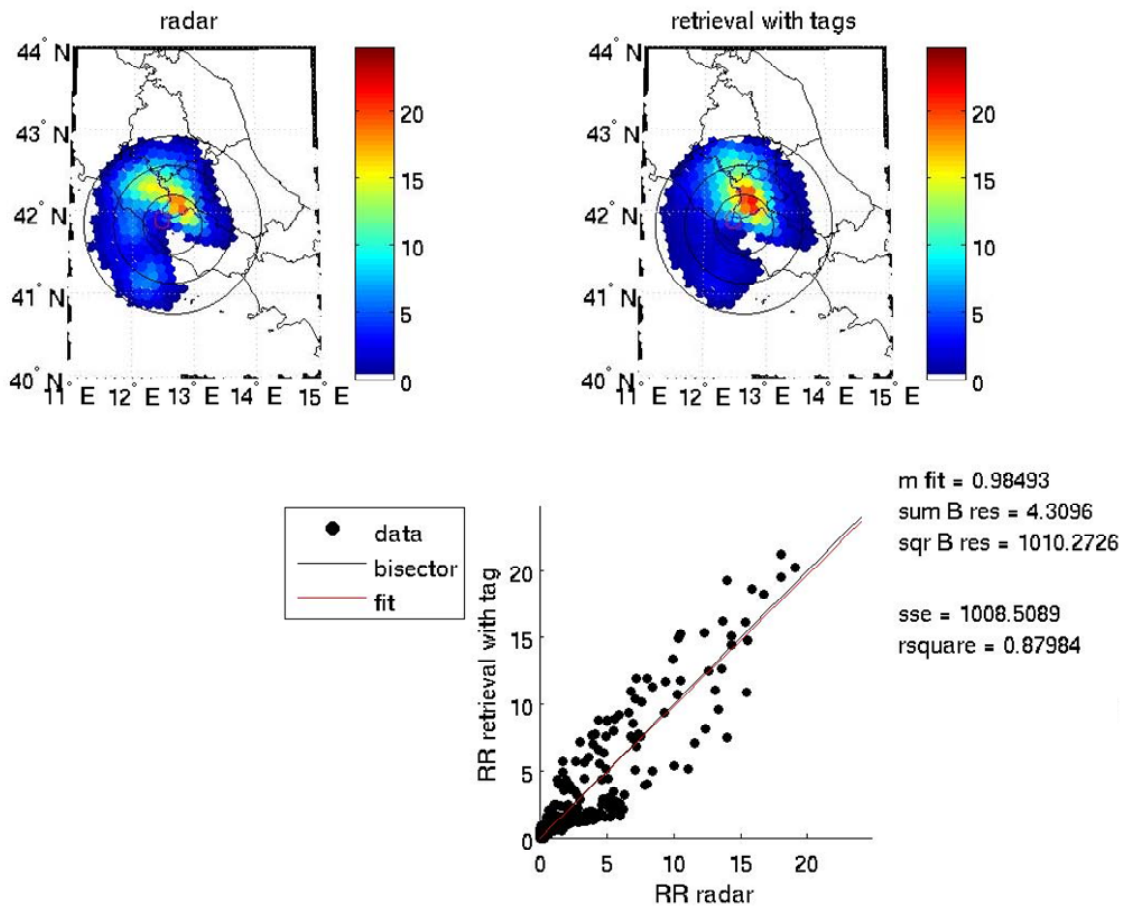 radar
retrieval with tags
44° N
43° N
42° N
41° N
40° N
11° E 12° E 13° E 14° E 15° E
20
15
10
5
0
44° N
43° N
42° N
41° N
40° N
11° E 12° E 13° E 14° E 15° E
20
15
10
5
0
data
bisector
fit
RR retrieval with tag
20
15
10
5
0
0 5 10 15 20
RR radar
m fit = 0.98493
sum B res = 4.3096
sqr B res = 1010.2726
sse = 1008.5089
rsquare = 0.87984